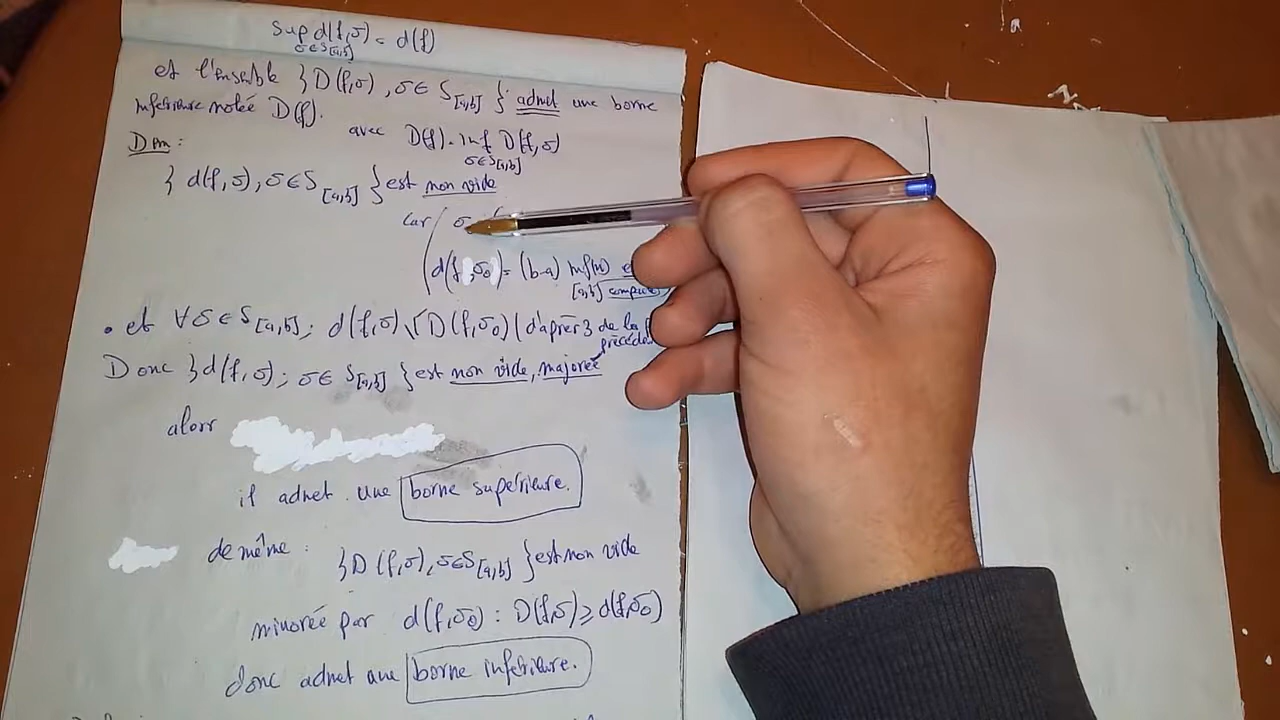 Sup d(f,σ) = d(f)
σ∈S[a,b]
et l'ensble {D(f,σ), σ∈ S[a,b]} admet une borne
inférieure notée D(f).
avec D(f) = inf D(f,σ)
σ∈S[a,b]
Dm :
{ d(f,σ), σ∈S[a,b] } est non vide
Car ( σ
d(f,σ0) = (b-a) inf(f)
[a,b]
• et ∀σ∈S[a,b]; d(f,σ) ≤ D(f,σ0) (d'après 3 de la
Donc {d(f,σ); σ∈ S[a,b]} est non vide, majorée
alors
il admet une borne supérieure.
de même : {D(f,σ), σ∈S[a,b]} est non vide
minorée par d(f,σ0) : D(f,σ) ≥ d(f,σ0)
donc admet une borne inférieure.